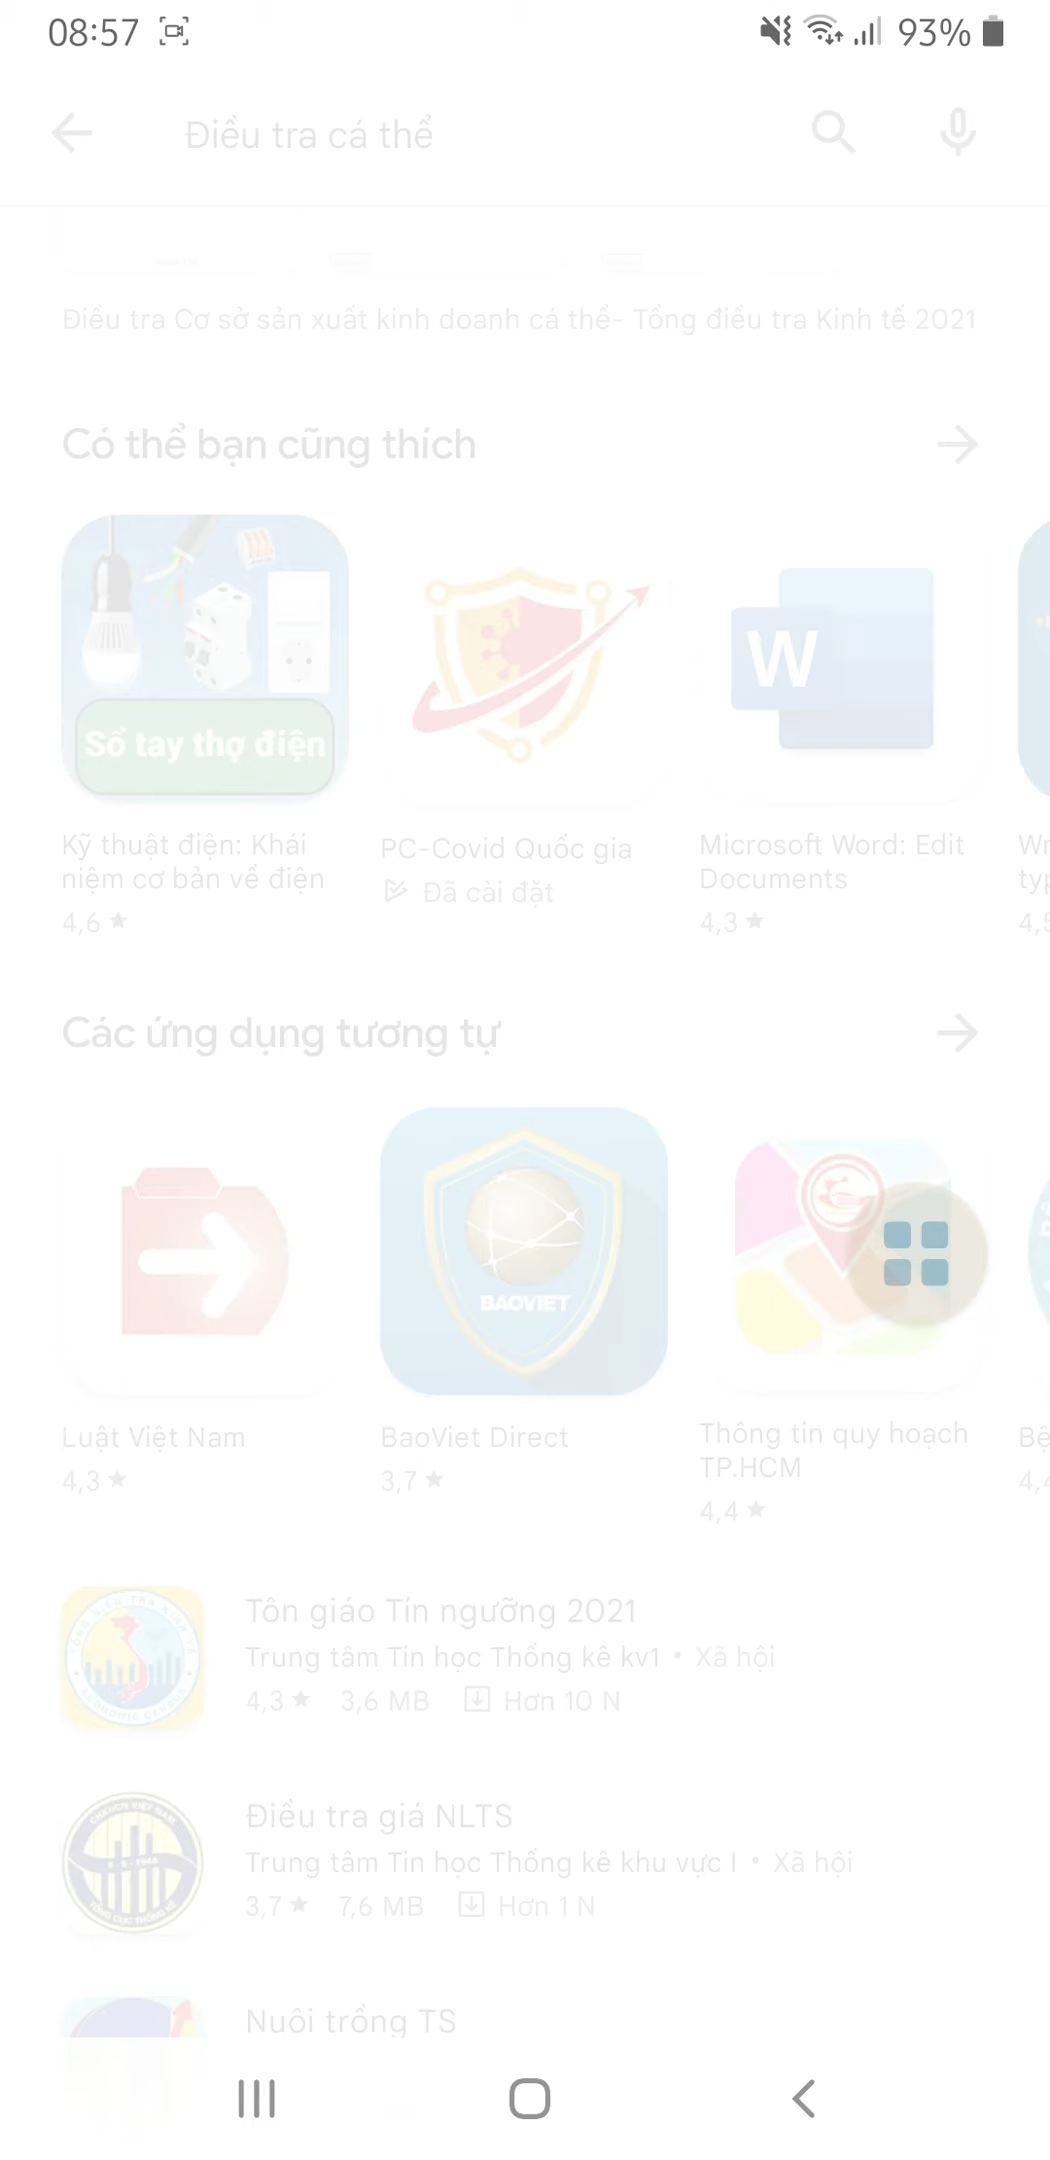 08:57 93%
Điều tra cá thể
Điều tra Cơ sở sản xuất kinh doanh cá thể- Tổng điều tra Kinh tế 2021
Có thể bạn cũng thích
Sổ tay thợ điện
W
Kỹ thuật điện: Khái
niệm cơ bản về điện
4,6 ★
PC-Covid Quốc gia
Đã cài đặt
Microsoft Word: Edit
Documents
4,3 ★
Wr
typ
4,5
Các ứng dụng tương tự
BAOVIET
Luật Việt Nam
4,3 ★
BaoViet Direct
3,7 ★
Thông tin quy hoạch
TP.HCM
4,4 ★
Bệ
4,4
Tôn giáo Tín ngưỡng 2021
Trung tâm Tin học Thống kê kv1 • Xã hội
4,3 ★ 3,6 MB Hơn 10 N
Điều tra giá NLTS
Trung tâm Tin học Thống kê khu vực I • Xã hội
3,7 ★ 7,6 MB Hơn 1 N
Nuôi trồng TS